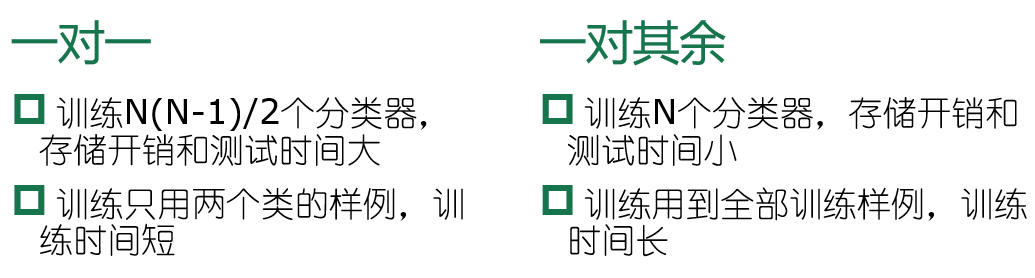 一对一
训练N(N-1)/2个分类器，
存储开销和测试时间大
训练只用两个类的样例，训
练时间短
一对其余
训练N个分类器，存储开销和
测试时间小
训练用到全部训练样例，训练
时间长